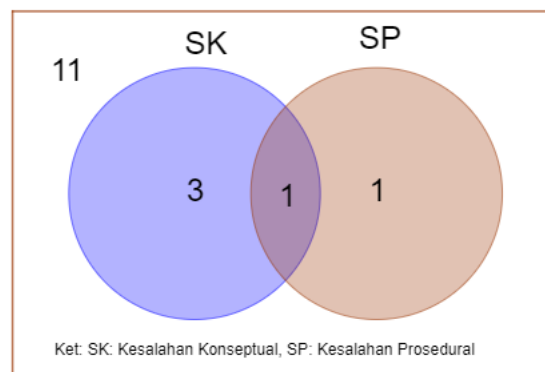 SK SP
11
3 1 1
Ket: SK: Kesalahan Konseptual, SP: Kesalahan Prosedural